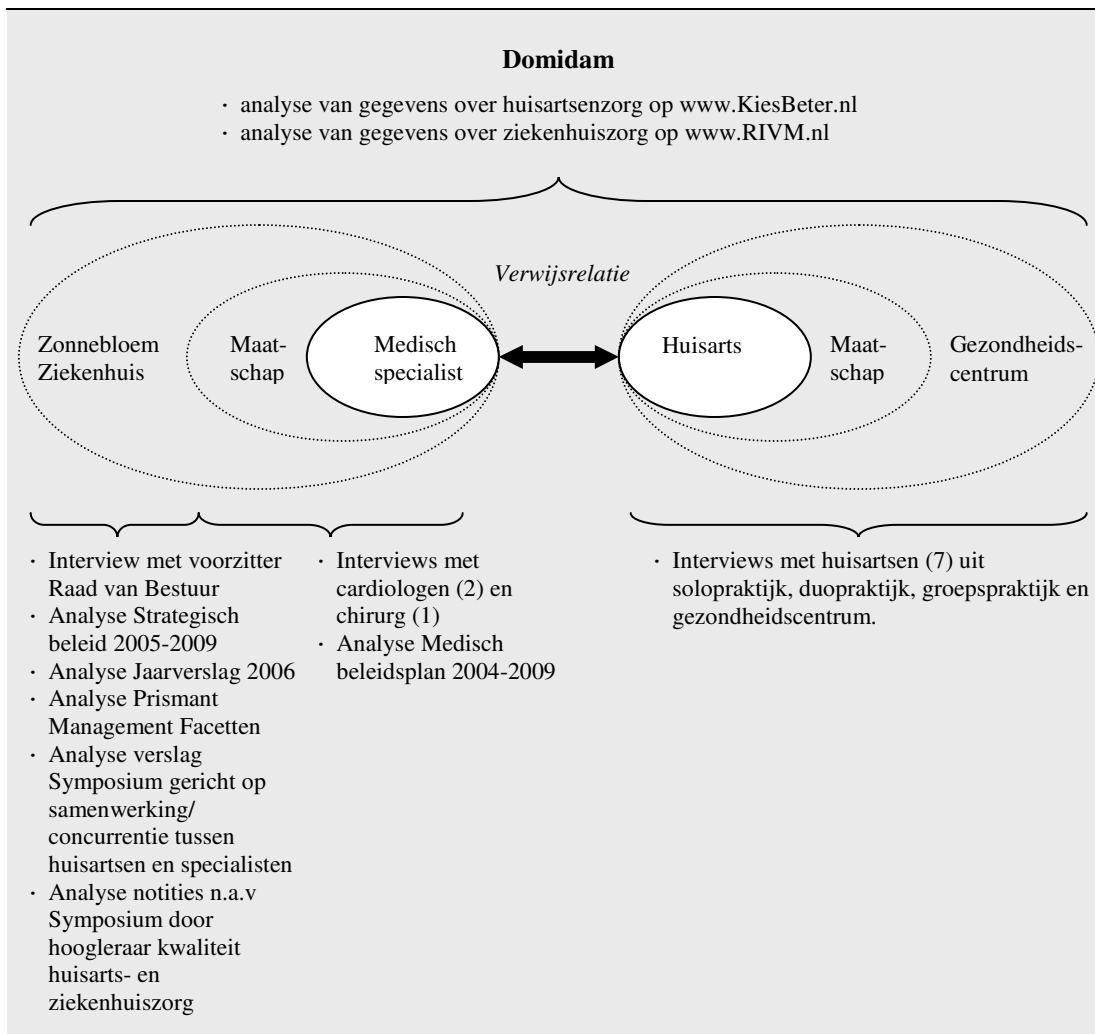 Domidam
· analyse van gegevens over huisartsenzorg op www.KiesBeter.nl
· analyse van gegevens over ziekenhuiszorg op www.RIVM.nl
Verwijsrelatie
Zonnebloem
Ziekenhuis
Maat-
schap
Medisch
specialist
Huisarts
Maat-
schap
Gezondheids-
centrum
· Interview met voorzitter
Raad van Bestuur
· Analyse Strategisch
beleid 2005-2009
· Analyse Jaarverslag 2006
· Analyse Prismant
Management Facetten
· Analyse verslag
Symposium gericht op
samenwerking/
concurrentie tussen
huisartsen en specialisten
· Analyse notities n.a.v
Symposium door
hoogleraar kwaliteit
huisarts- en
ziekenhuiszorg
· Interviews met
cardiologen (2) en
chirurg (1)
· Analyse Medisch
beleidsplan 2004-2009
· Interviews met huisartsen (7) uit
solopraktijk, duopraktijk, groepspraktijk en
gezondheidscentrum.